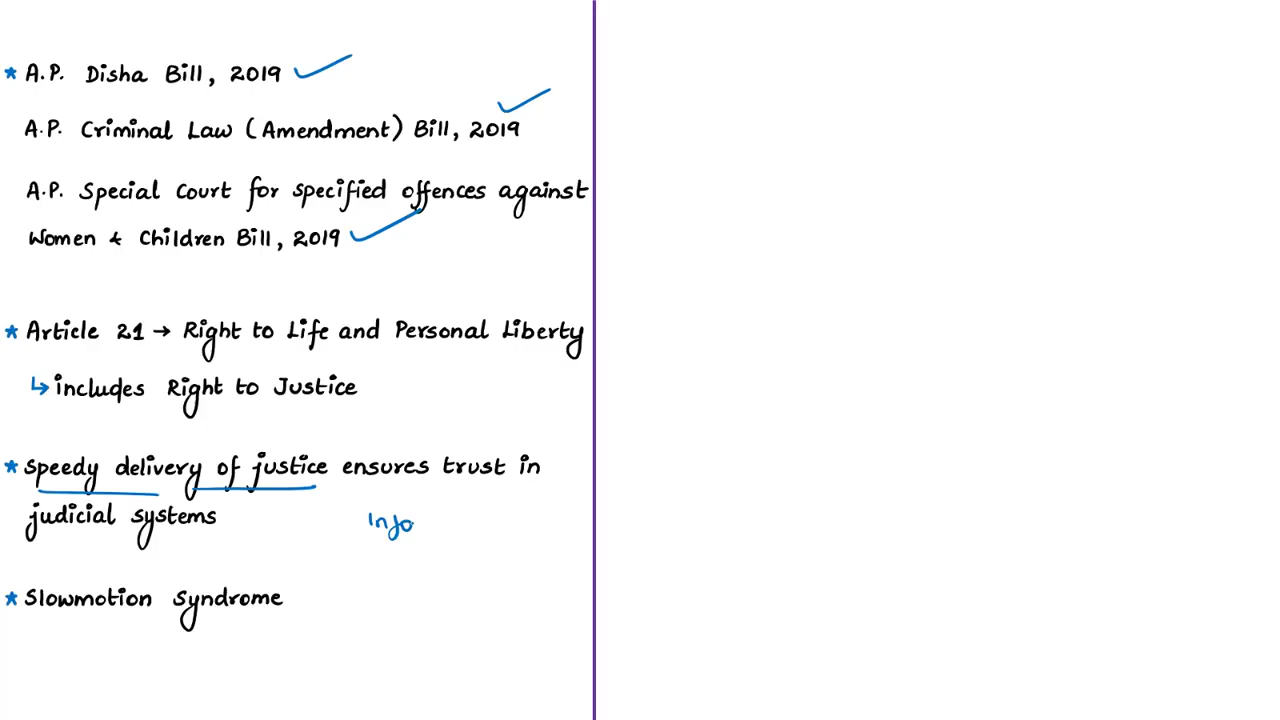 * A.P. Disha Bill, 2019
A.P. Criminal Law (Amendment) Bill, 2019
A.P. Special Court for specified offences against
Women & Children Bill, 2019
* Article 21 → Right to Life and Personal Liberty
↳ includes Right to Justice
* Speedy delivery of justice ensures trust in
judicial systems
Info
* Slowmotion Syndrome